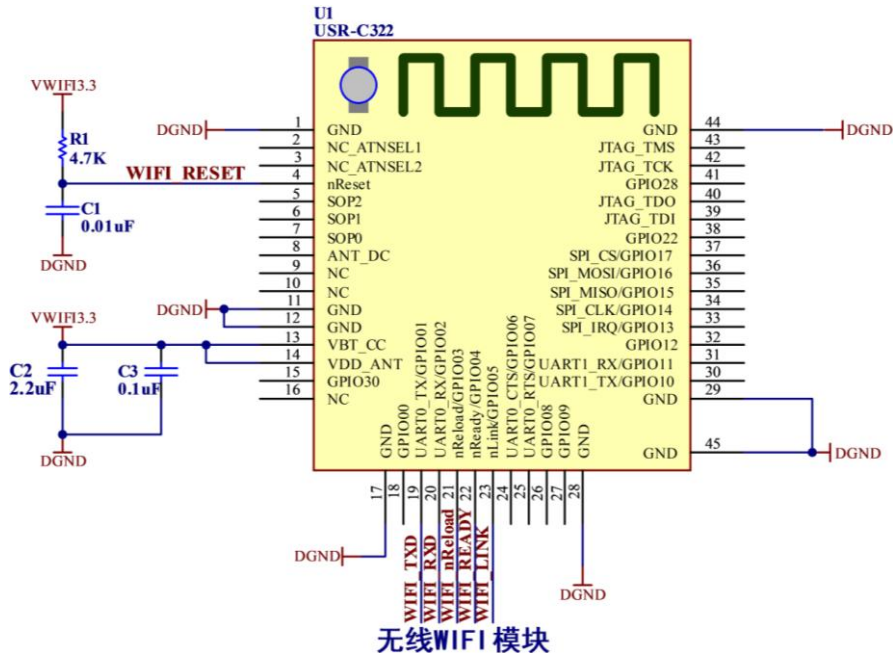 U1
USR-C322
VWIFI3.3
R1
4.7K
WIFI_RESET
C1
0.01uF
DGND
DGND
1
2
3
4
5
6
7
8
9
10
11
12
13
14
15
16
GND
NC_ATNSEL1
NC_ATNSEL2
nReset
SOP2
SOP1
SOP0
ANT_DC
NC
NC
GND
GND
VBT_CC
VDD_ANT
GPIO30
NC
DGND
VWIFI3.3
C2
2.2uF
C3
0.1uF
DGND
GND
JTAG_TMS
JTAG_TCK
GPIO28
JTAG_TDO
JTAG_TDI
GPIO22
SPI_CS/GPIO17
SPI_MOSI/GPIO16
SPI_MISO/GPIO15
SPI_CLK/GPIO14
SPI_IRQ/GPIO13
GPIO12
UART1_RX/GPIO11
UART1_TX/GPIO10
GND
GND
44
43
42
41
40
39
38
37
36
35
34
33
32
31
30
29
45
DGND
DGND
GND
GPIO00
UART0_TX/GPIO01
UART0_RX/GPIO02
nReload/GPIO03
nReady/GPIO04
nLink/GPIO05
UART0_CTS/GPIO06
UART0_RTS/GPIO07
GPIO08
GPIO09
GND
17
18
19
20
21
22
23
24
25
26
27
28
DGND
WIFI_TXD
WIFI_RXD
WIFI_nReload
WIFI_READY
WIFI_LINK
DGND
无线WIFI模块